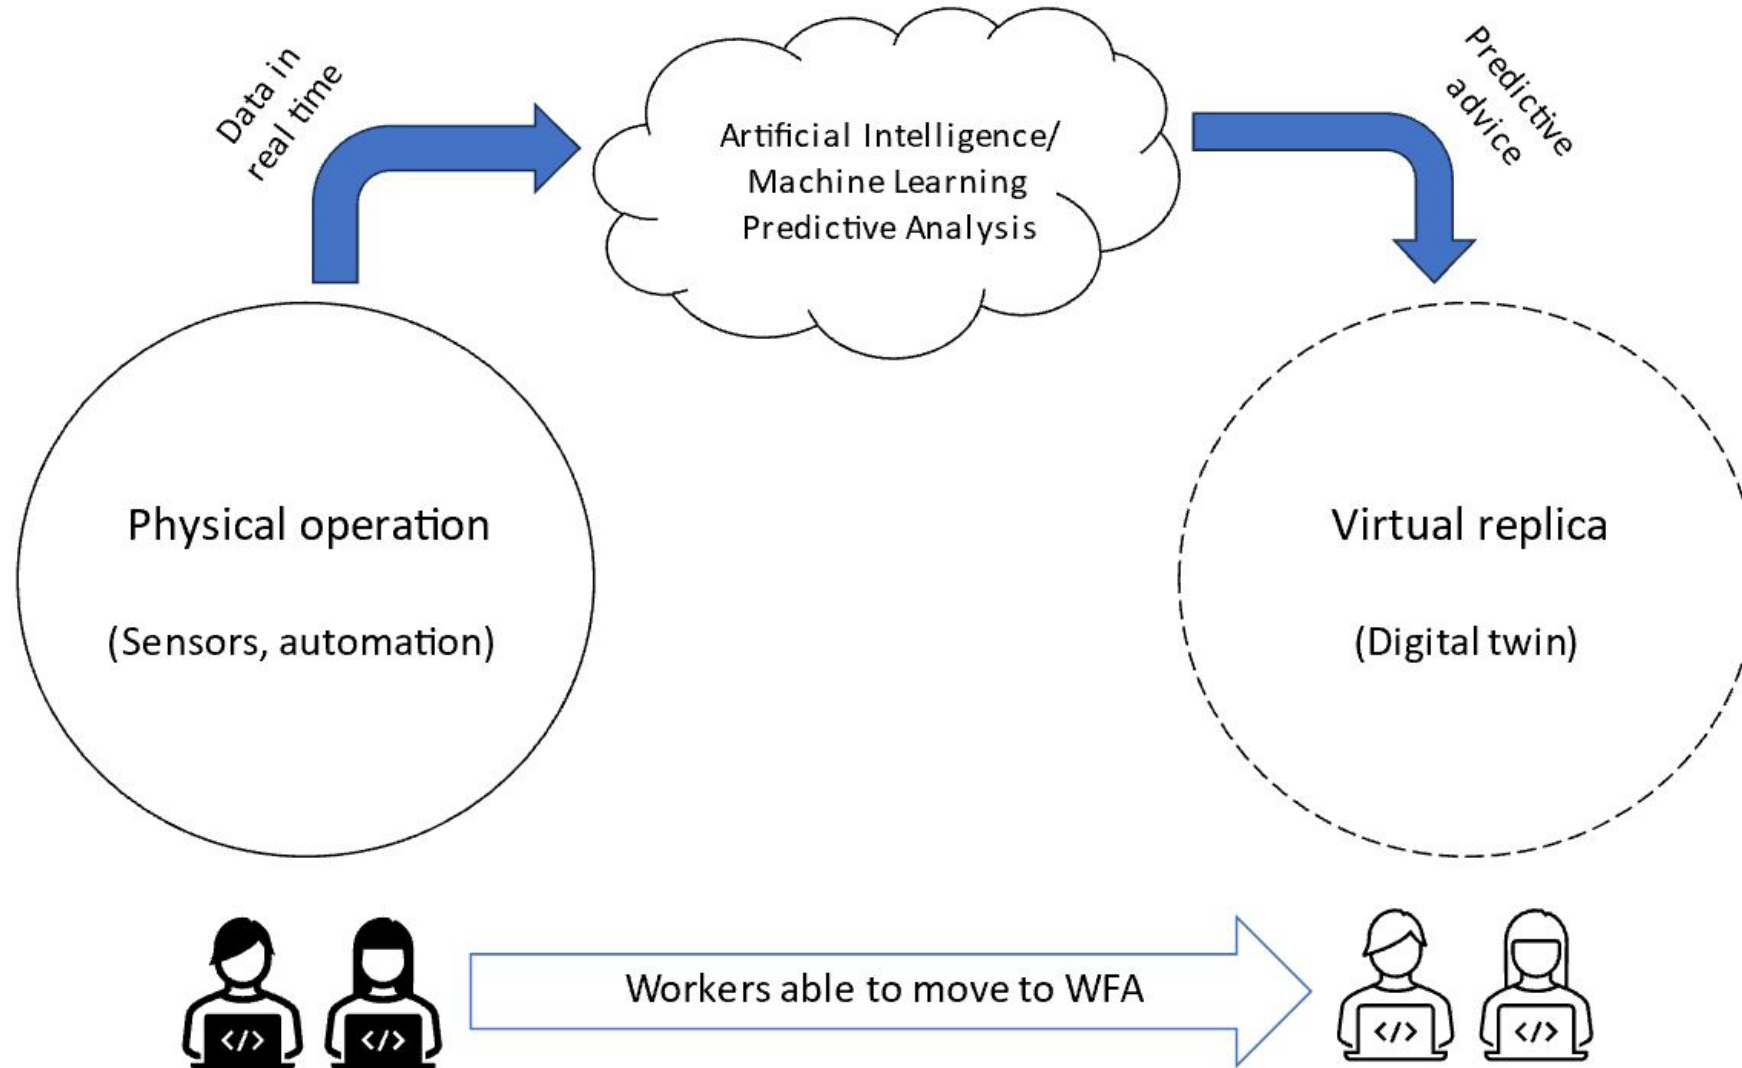 Data in
real time
Artificial Intelligence/
Machine Learning
Predictive Analysis
Predictive
advice
Physical operation
(Sensors, automation)
Virtual replica
(Digital twin)
</>
</>
Workers able to move to WFA
</>
</>